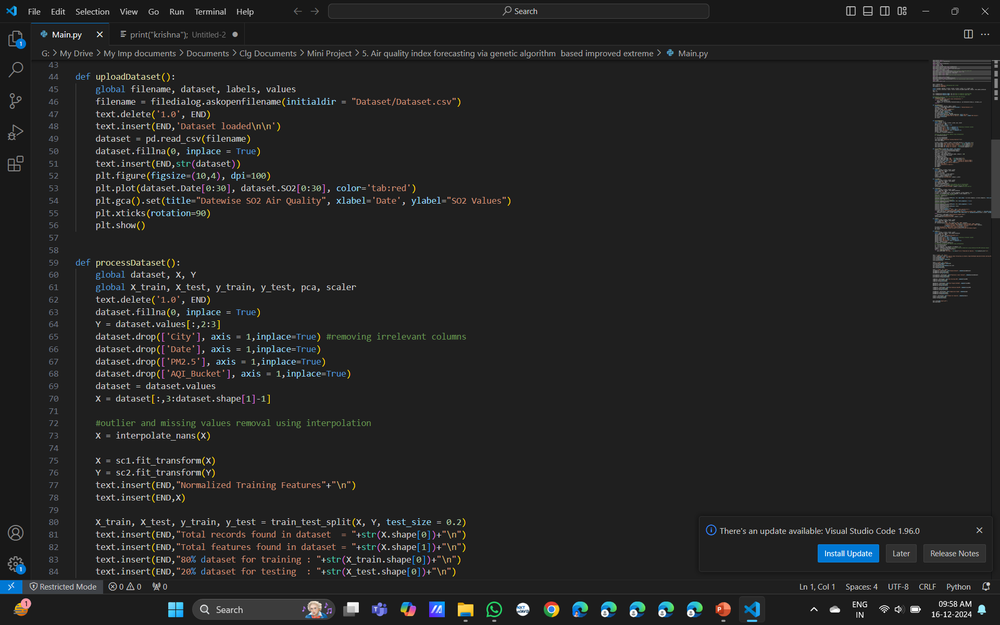 File Edit Selection View Go Run Terminal Help
Search
Main.py
print("krishna"); Untitled-2
G: > My Drive > My Imp documents > Documents > Clg Documents > Mini Project > 5. Air quality index forecasting via genetic algorithm  based improved extreme > Main.py
43
44 def uploadDataset():
45     global filename, dataset, labels, values
46     filename = filedialog.askopenfilename(initialdir = "Dataset/Dataset.csv")
47     text.delete('1.0', END)
48     text.insert(END,'Dataset loaded\n\n')
49     dataset = pd.read_csv(filename)
50     dataset.fillna(0, inplace = True)
51     text.insert(END,str(dataset))
52     plt.figure(figsize=(10,4), dpi=100)
53     plt.plot(dataset.Date[0:30], dataset.SO2[0:30], color='tab:red')
54     plt.gca().set(title="Datewise SO2 Air Quality", xlabel='Date', ylabel="SO2 Values")
55     plt.xticks(rotation=90)
56     plt.show()
57
58
59 def processDataset():
60     global dataset, X, Y
61     global X_train, X_test, y_train, y_test, pca, scaler
62     text.delete('1.0', END)
63     dataset.fillna(0, inplace = True)
64     Y = dataset.values[:,2:3]
65     dataset.drop(['City'], axis = 1,inplace=True) #removing irrelevant columns
66     dataset.drop(['Date'], axis = 1,inplace=True)
67     dataset.drop(['PM2.5'], axis = 1,inplace=True)
68     dataset.drop(['AQI_Bucket'], axis = 1,inplace=True)
69     dataset = dataset.values
70     X = dataset[:,3:dataset.shape[1]-1]
71
72     #outlier and missing values removal using interpolation
73     X = interpolate_nans(X)
74
75     X = sc1.fit_transform(X)
76     Y = sc2.fit_transform(Y)
77     text.insert(END,"Normalized Training Features"+"\n")
78     text.insert(END,X)
79
80     X_train, X_test, y_train, y_test = train_test_split(X, Y, test_size = 0.2)
81     text.insert(END,"Total records found in dataset  = "+str(X.shape[0])+"\n")
82     text.insert(END,"Total features found in dataset = "+str(X.shape[1])+"\n")
83     text.insert(END,"80% dataset for training : "+str(X_train.shape[0])+"\n")
84     text.insert(END,"20% dataset for testing  : "+str(X_test.shape[0])+"\n")
1
1
There's an update available: Visual Studio Code 1.96.0
Install Update Later Release Notes
Restricted Mode 0 0 0
Ln 1, Col 1 Spaces: 4 UTF-8 CRLF Python
1
Search
NXT WAVE
ENG IN
09:58 AM
16-12-2024